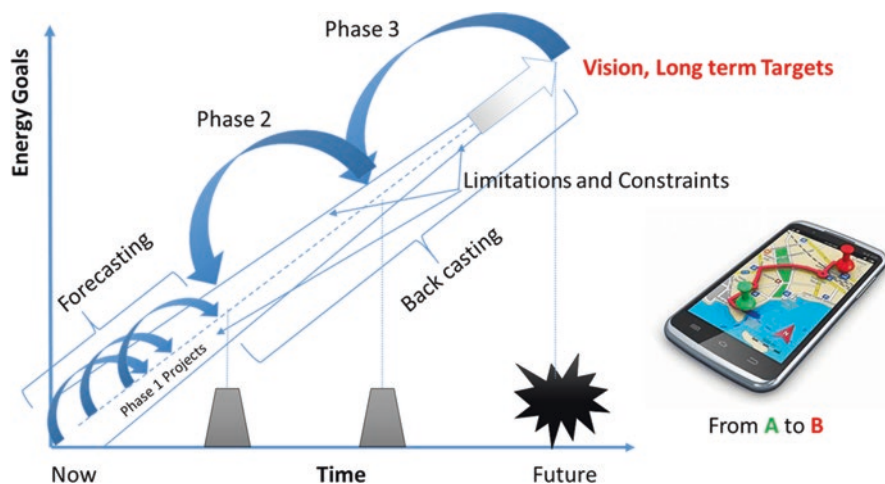 Phase 3
Vision, Long term Targets
Energy Goals
Phase 2
Limitations and Constraints
Forecasting
Back casting
Phase 1 Projects
From A to B
Now
Time
Future